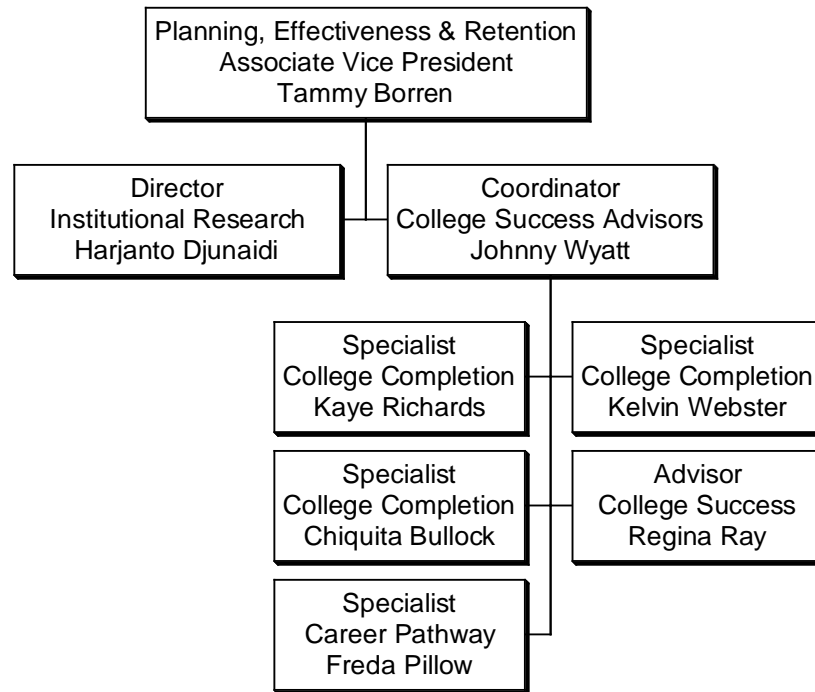 Planning, Effectiveness & Retention
Associate Vice President
Tammy Borren
Director
Institutional Research
Harjanto Djunaidi
Coordinator
College Success Advisors
Johnny Wyatt
Specialist
College Completion
Kaye Richards
Specialist
College Completion
Kelvin Webster
Specialist
College Completion
Chiquita Bullock
Advisor
College Success
Regina Ray
Specialist
Career Pathway
Freda Pillow